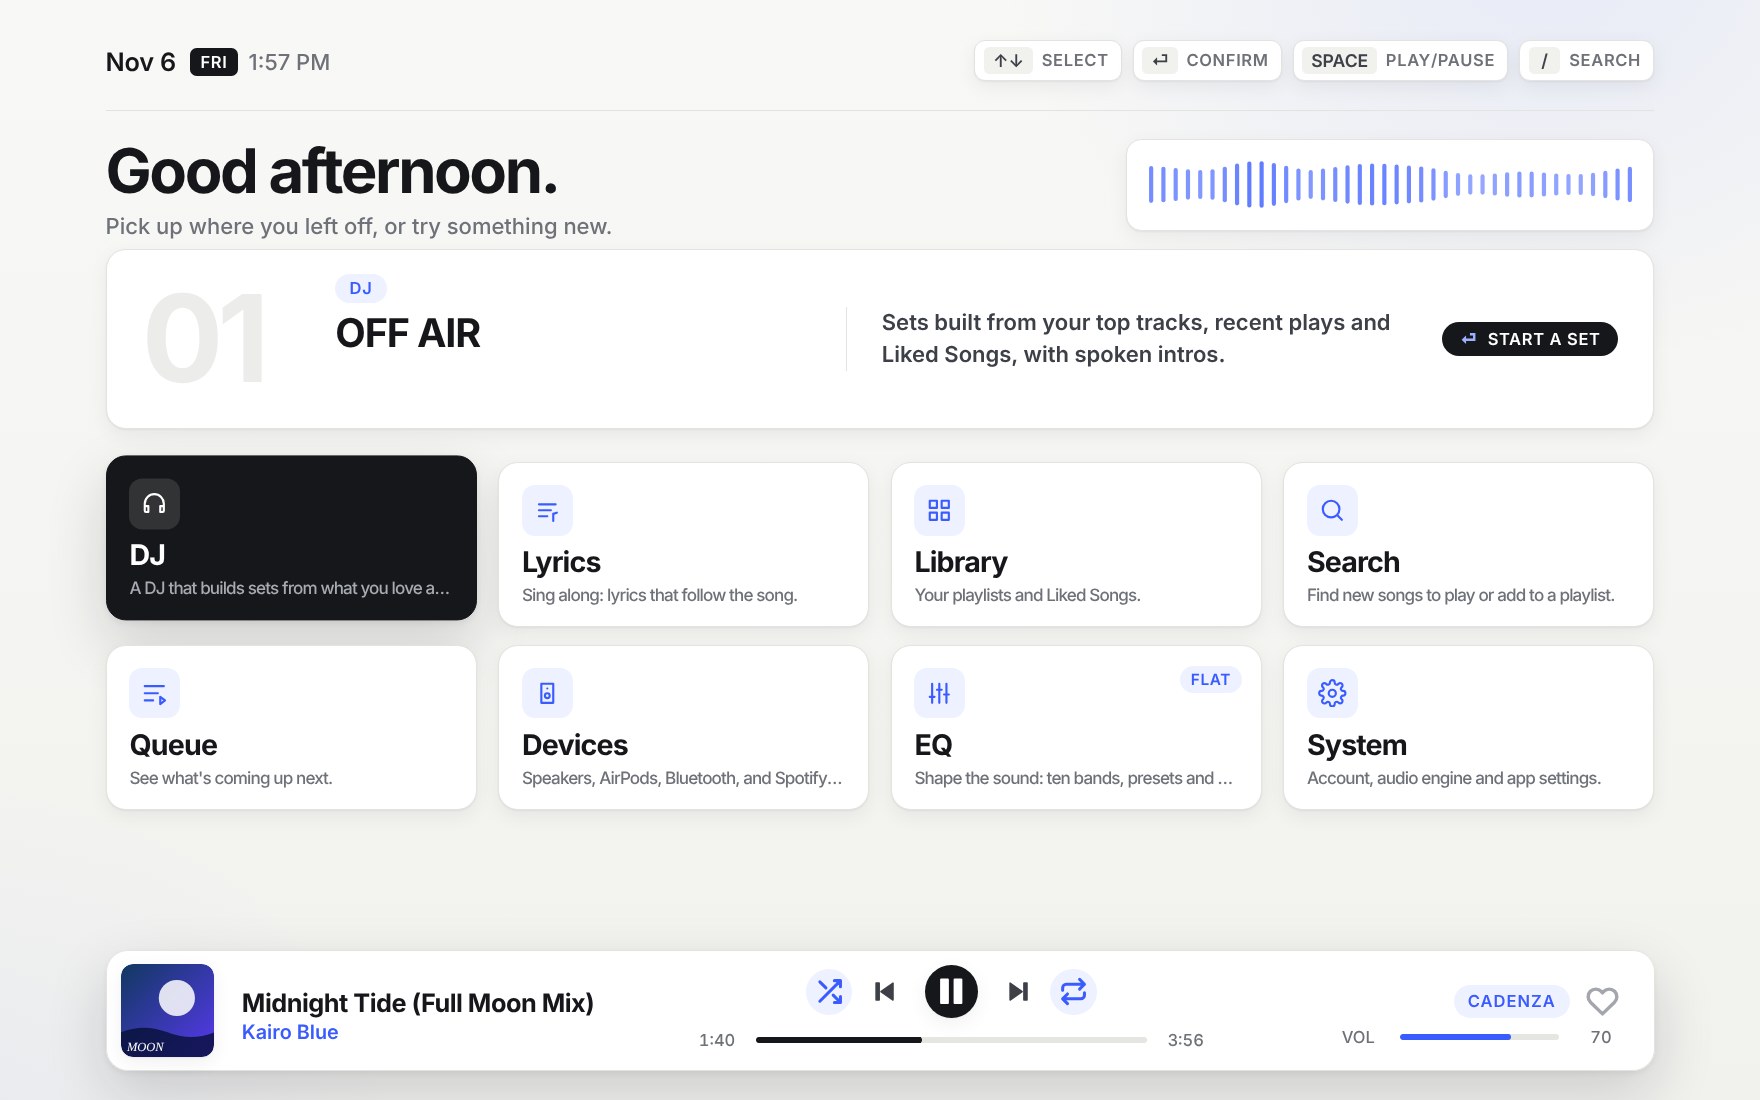 Nov 6 FRI 1:57 PM
↑↓ SELECT
↵ CONFIRM
SPACE PLAY/PAUSE
/ SEARCH
Good afternoon.
Pick up where you left off, or try something new.
01
DJ
OFF AIR
Sets built from your top tracks, recent plays and
Liked Songs, with spoken intros.
↵ START A SET
DJ
A DJ that builds sets from what you love a…
Lyrics
Sing along: lyrics that follow the song.
Library
Your playlists and Liked Songs.
Search
Find new songs to play or add to a playlist.
Queue
See what's coming up next.
Devices
Speakers, AirPods, Bluetooth, and Spotify…
FLAT
EQ
Shape the sound: ten bands, presets and …
System
Account, audio engine and app settings.
MOON
Midnight Tide (Full Moon Mix)
Kairo Blue
1:40
3:56
CADENZA
VOL
70